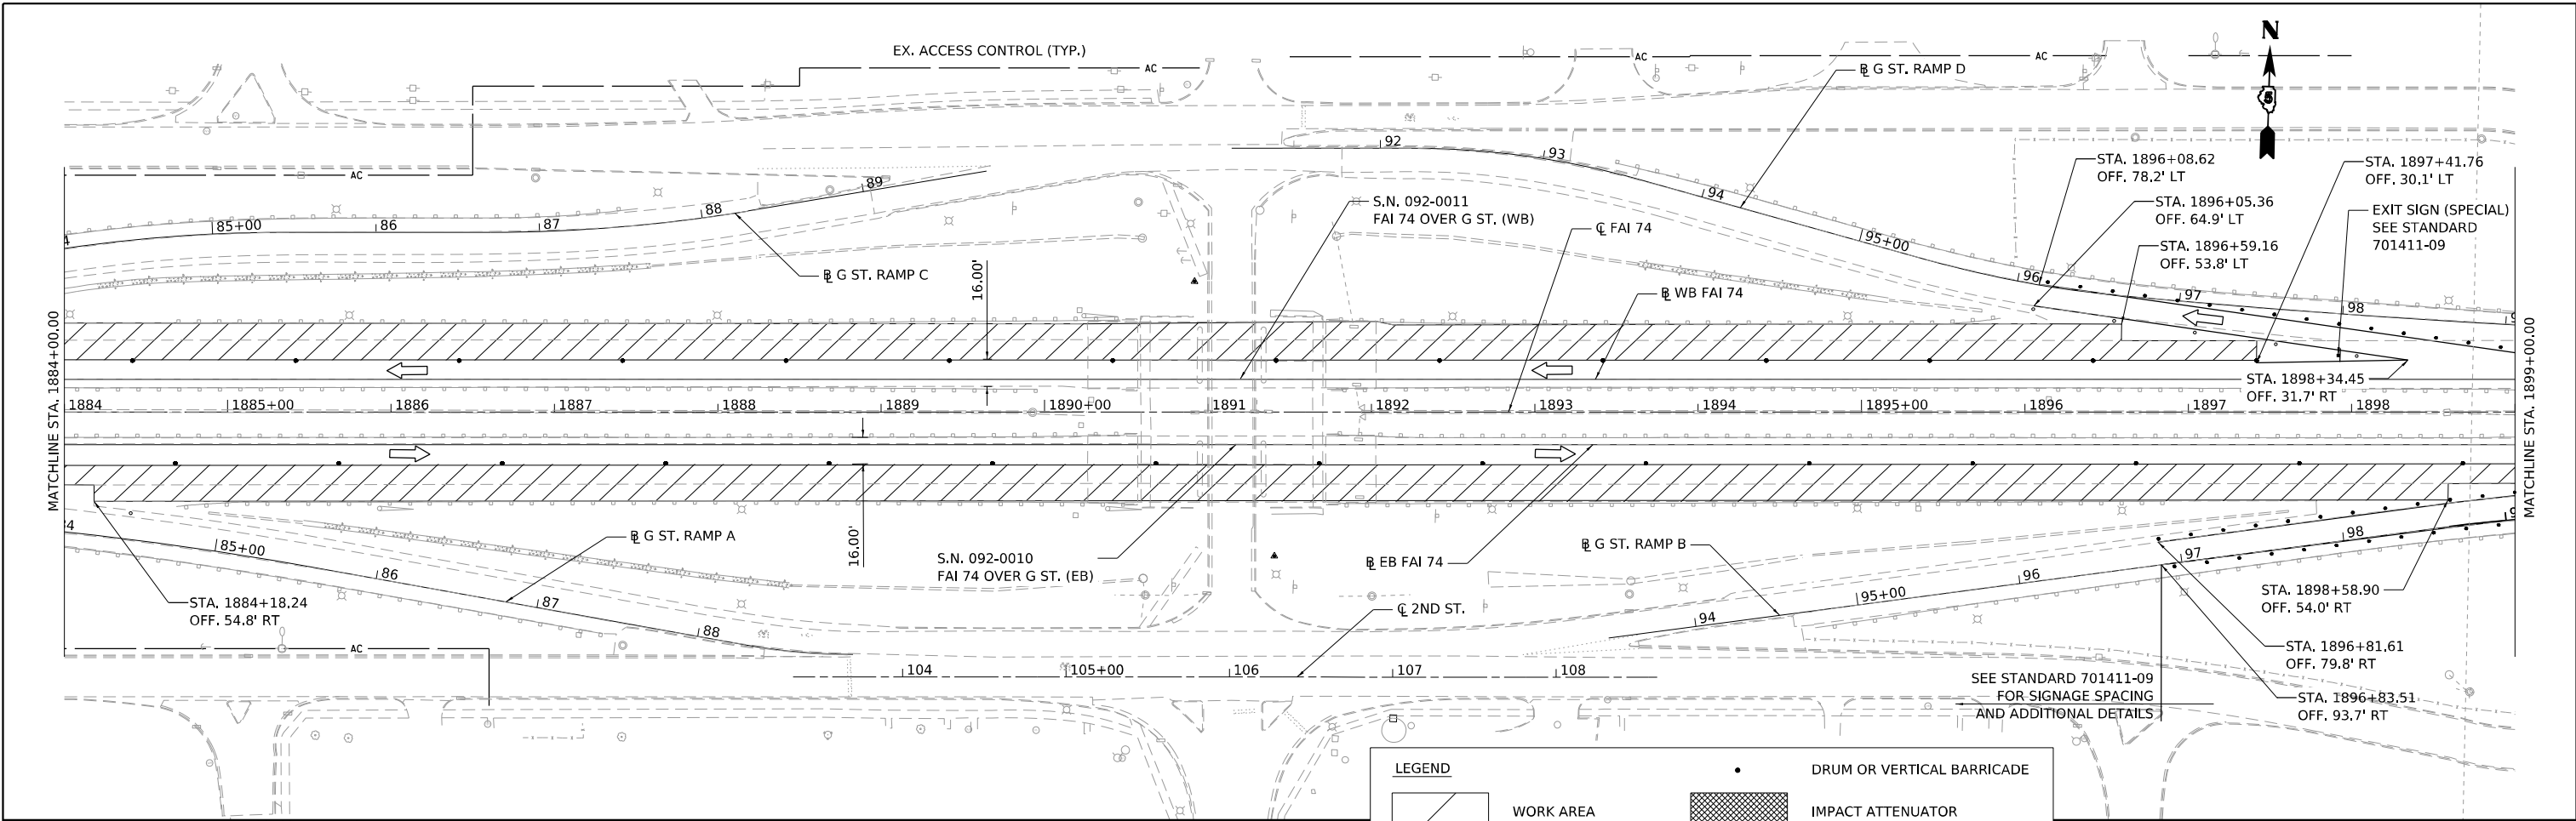 EX. ACCESS CONTROL (TYP.)
AC
AC
AC
N
5
℄ G ST. RAMP D
92
93
94
95+00
96
97
98
STA. 1896+08.62
OFF. 78.2' LT
STA. 1897+41.76
OFF. 30.1' LT
AC
89
88
87
86
85+00
S.N. 092-0011
FAI 74 OVER G ST. (WB)
STA. 1896+05.36
OFF. 64.9' LT
EXIT SIGN (SPECIAL)
SEE STANDARD
701411-09
℄ FAI 74
STA. 1896+59.16
OFF. 53.8' LT
BL G ST. RAMP C
16.00'
BL WB FAI 74
MATCHLINE STA. 1884+00.00
MATCHLINE STA. 1899+00.00
STA. 1898+34.45
OFF. 31.7' RT
1884 1885+00 1886 1887 1888 1889 1890+00 1891 1892 1893 1894 1895+00 1896 1897 1898
16.00'
85+00
86
87
88
BL G ST. RAMP A
S.N. 092-0010
FAI 74 OVER G ST. (EB)
BL EB FAI 74
BL G ST. RAMP B
94
95+00
96
97
98
STA. 1884+18.24
OFF. 54.8' RT
℄ 2ND ST.
STA. 1898+58.90
OFF. 54.0' RT
AC
104 105+00 106 107 108
STA. 1896+81.61
OFF. 79.8' RT
SEE STANDARD 701411-09
FOR SIGNAGE SPACING
AND ADDITIONAL DETAILS
STA. 1896+83.51
OFF. 93.7' RT
LEGEND
DRUM OR VERTICAL BARRICADE
WORK AREA
IMPACT ATTENUATOR